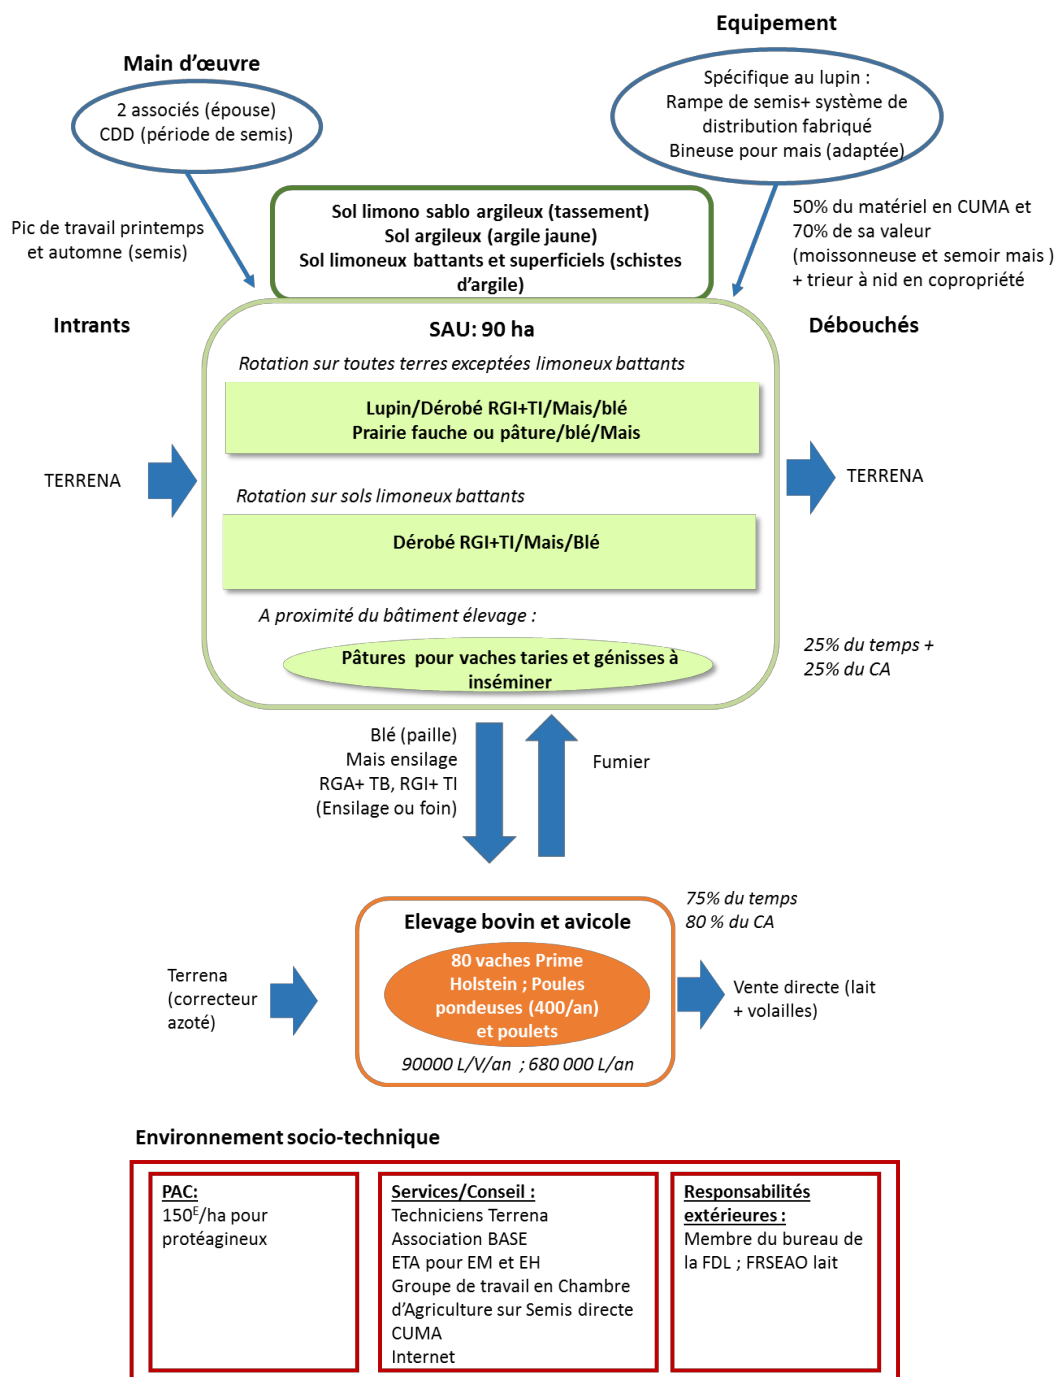 Equipement
Main d’œuvre
Spécifique au lupin :
Rampe de semis+ système de
distribution fabriqué
Bineuse pour mais (adaptée)
2 associés (épouse)
CDD (période de semis)
Pic de travail printemps
et automne (semis)
Sol limono sablo argileux (tassement)
Sol argileux (argile jaune)
Sol limoneux battants et superficiels (schistes
d’argile)
50% du matériel en CUMA et
70% de sa valeur
(moissonneuse et semoir mais )
+ trieur à nid en copropriété
Intrants
SAU: 90 ha
Débouchés
Rotation sur toutes terres exceptées limoneux battants
Lupin/Dérobé RGI+TI/Mais/blé
Prairie fauche ou pâture/blé/Mais
TERRENA
TERRENA
Rotation sur sols limoneux battants
Dérobé RGI+TI/Mais/Blé
A proximité du bâtiment élevage :
Pâtures pour vaches taries et génisses à
inséminer
25% du temps +
25% du CA
Blé (paille)
Mais ensilage
RGA+ TB, RGI+ TI
(Ensilage ou foin)
Fumier
75% du temps
80 % du CA
Elevage bovin et avicole
80 vaches Prime
Holstein ; Poules
pondeuses (400/an)
et poulets
90000 L/V/an ; 680 000 L/an
Terrena
(correcteur
azoté)
Vente directe (lait
+ volailles)
Environnement socio-technique
PAC:
150E/ha pour
protéagineux
Services/Conseil :
Techniciens Terrena
Association BASE
ETA pour EM et EH
Groupe de travail en Chambre
d’Agriculture sur Semis directe
CUMA
Internet
Responsabilités
extérieures :
Membre du bureau de
la FDL ; FRSEAO lait